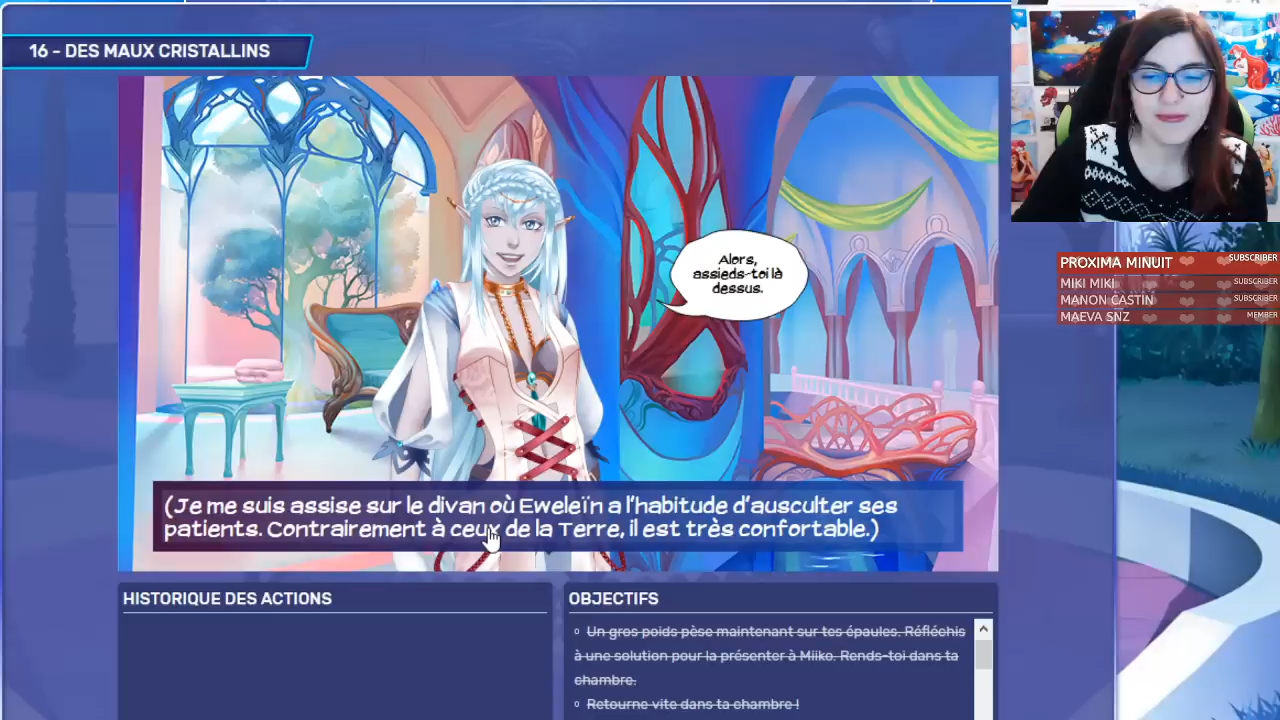 16 - DES MAUX CRISTALLINS
Alors,
assieds-toi là
dessus.
(Je me suis assise sur le divan où Eweleïn a l'habitude d'ausculter ses
patients. Contrairement à ceux de la Terre, il est très confortable.)
PROXIMA MINUIT SUBSCRIBER
MIKI MIKI SUBSCRIBER
MANON CASTIN SUBSCRIBER
MAEVA SNZ MEMBER
HISTORIQUE DES ACTIONS
OBJECTIFS
Un gros poids pèse maintenant sur tes épaules. Réfléchis
à une solution pour la présenter à Miiko. Rends-toi dans ta
chambre.
Retourne vite dans ta chambre !